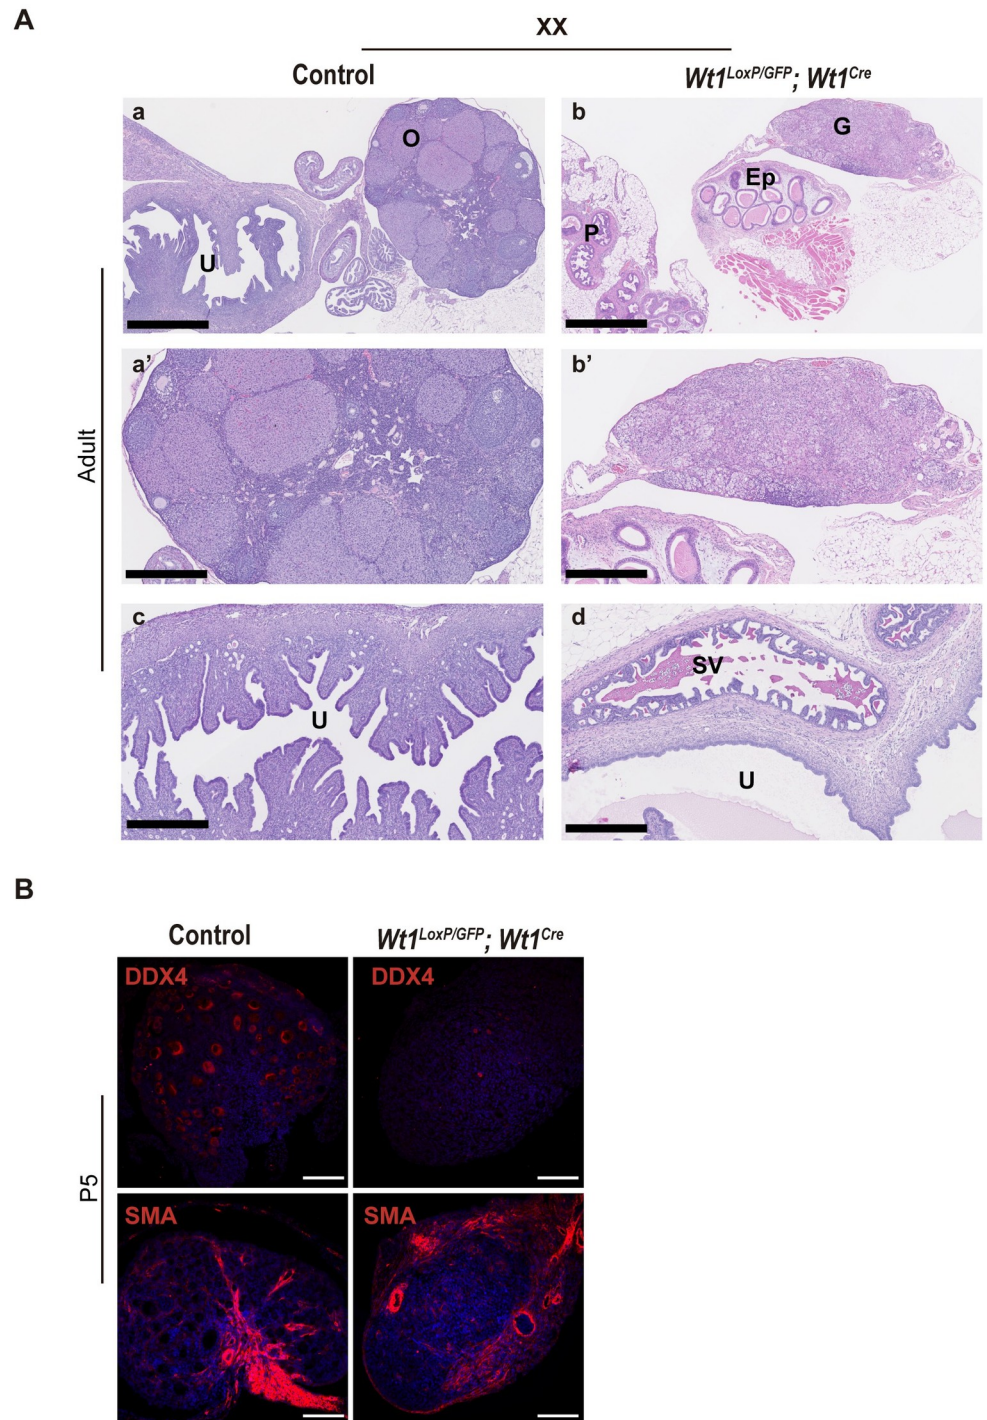 A
XX
Control
Wt1LoxP/GFP; Wt1Cre
a
O
U
b
G
Ep
P
a’
b’
Adult
c
U
d
SV
U
B
Control
Wt1LoxP/GFP; Wt1Cre
DDX4
DDX4
P5
SMA
SMA